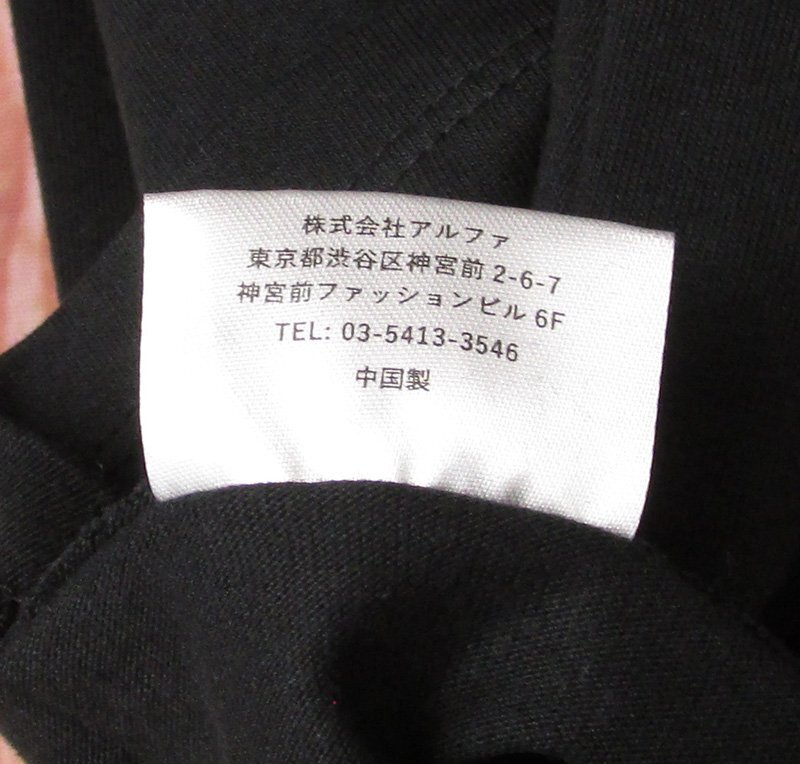 株式会社アルファ
東京都渋谷区神宮前 2-6-7
神宮前ファッションビル 6F
TEL: 03-5413-3546
中国製